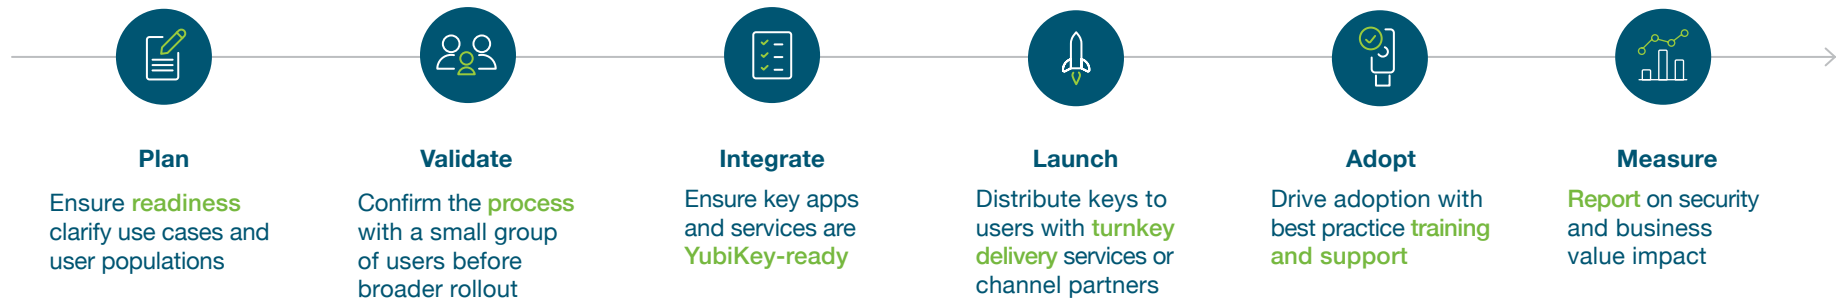 Plan
Ensure readiness
clarify use cases and
user populations
Validate
Confirm the process
with a small group
of users before
broader rollout
Integrate
Ensure key apps
and services are
YubiKey-ready
Launch
Distribute keys to
users with turnkey
delivery services or
channel partners
Adopt
Drive adoption with
best practice training
and support
Measure
Report on security
and business
value impact